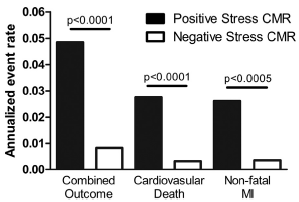 Annualized event rate
0.06
0.05
0.04
0.03
0.02
0.01
0.00
p<0.0001
p<0.0001
p<0.0005
Positive Stress CMR
Negative Stress CMR
Combined Outcome
Cardiovascular Death
Non-fatal MII